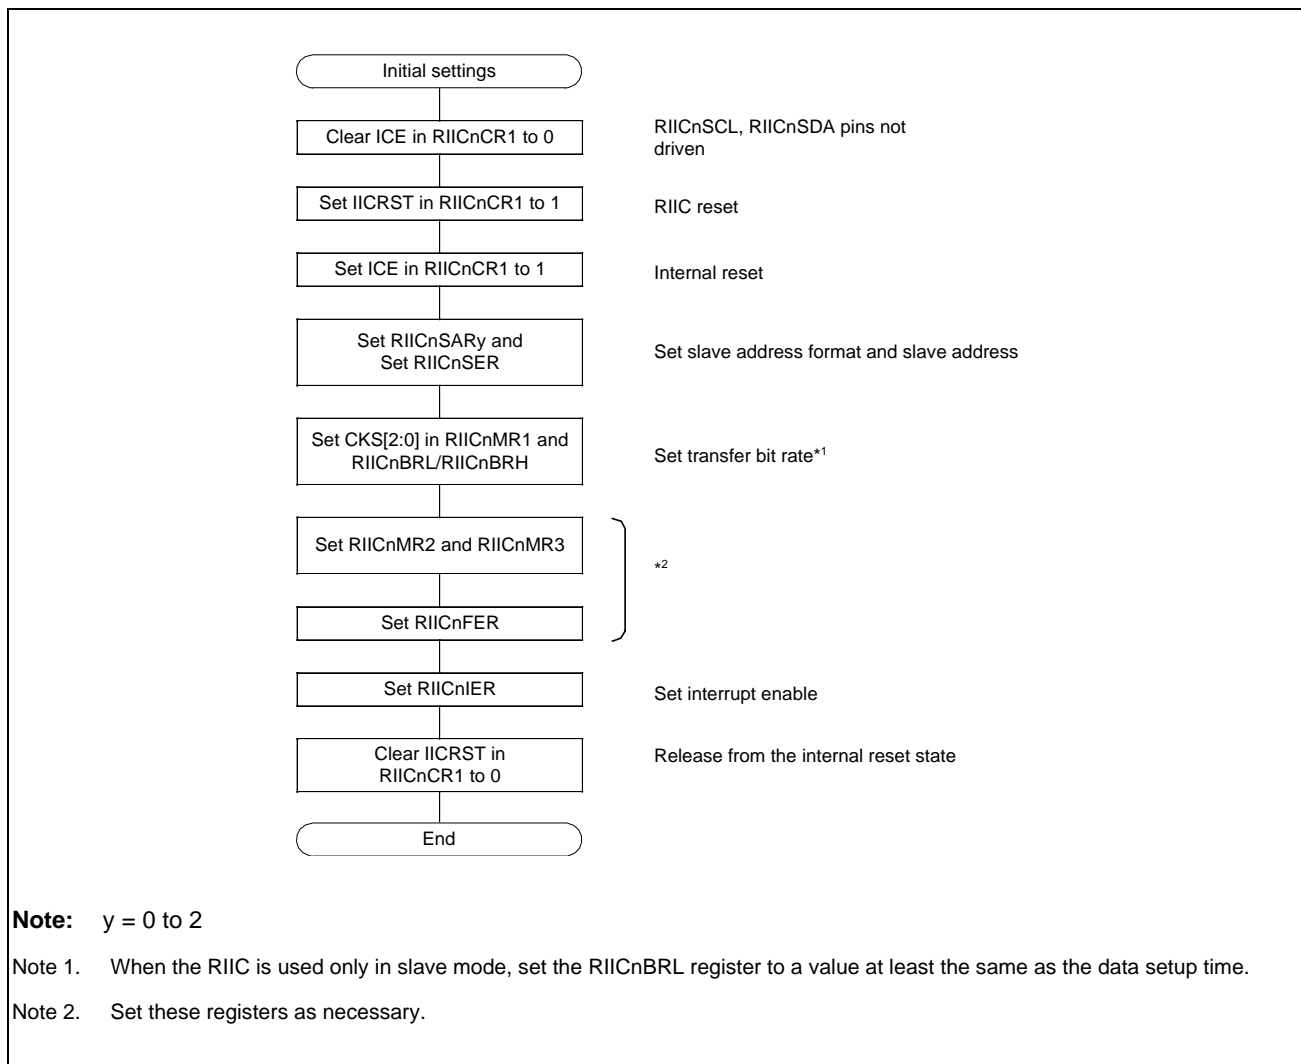 Initial settings
Clear ICE in RIICnCR1 to 0
RIICnSCL, RIICnSDA pins not
driven
Set IICRST in RIICnCR1 to 1
RIIC reset
Set ICE in RIICnCR1 to 1
Internal reset
Set RIICnSARy and
Set RIICnSER
Set slave address format and slave address
Set CKS[2:0] in RIICnMR1 and
RIICnBRL/RIICnBRH
Set transfer bit rate*1
Set RIICnMR2 and RIICnMR3
*2
Set RIICnFER
Set RIICnIER
Set interrupt enable
Clear IICRST in
RIICnCR1 to 0
Release from the internal reset state
End
Note: y = 0 to 2
Note 1. When the RIIC is used only in slave mode, set the RIICnBRL register to a value at least the same as the data setup time.
Note 2. Set these registers as necessary.